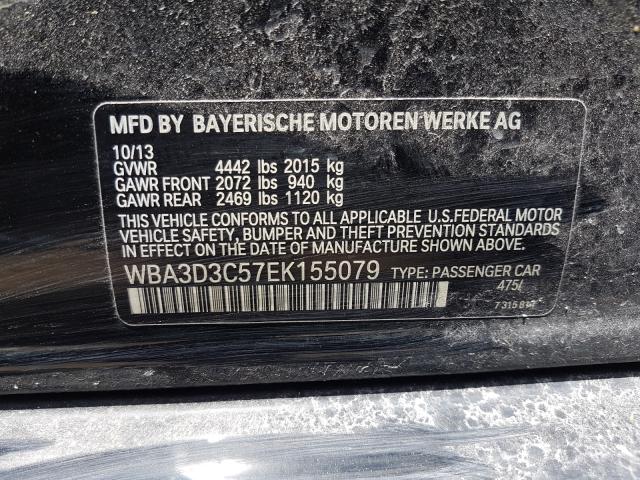 MFD BY BAYERISCHE MOTOREN WERKE AG
10/13
GVWR 4442 lbs 2015 kg
GAWR FRONT 2072 lbs 940 kg
GAWR REAR 2469 lbs 1120 kg
THIS VEHICLE CONFORMS TO ALL APPLICABLE U.S.FEDERAL MOTOR
VEHICLE SAFETY, BUMPER AND THEFT PREVENTION STANDARDS
IN EFFECT ON THE DATE OF MANUFACTURE SHOWN ABOVE.
WBA3D3C57EK155079 TYPE: PASSENGER CAR
475/